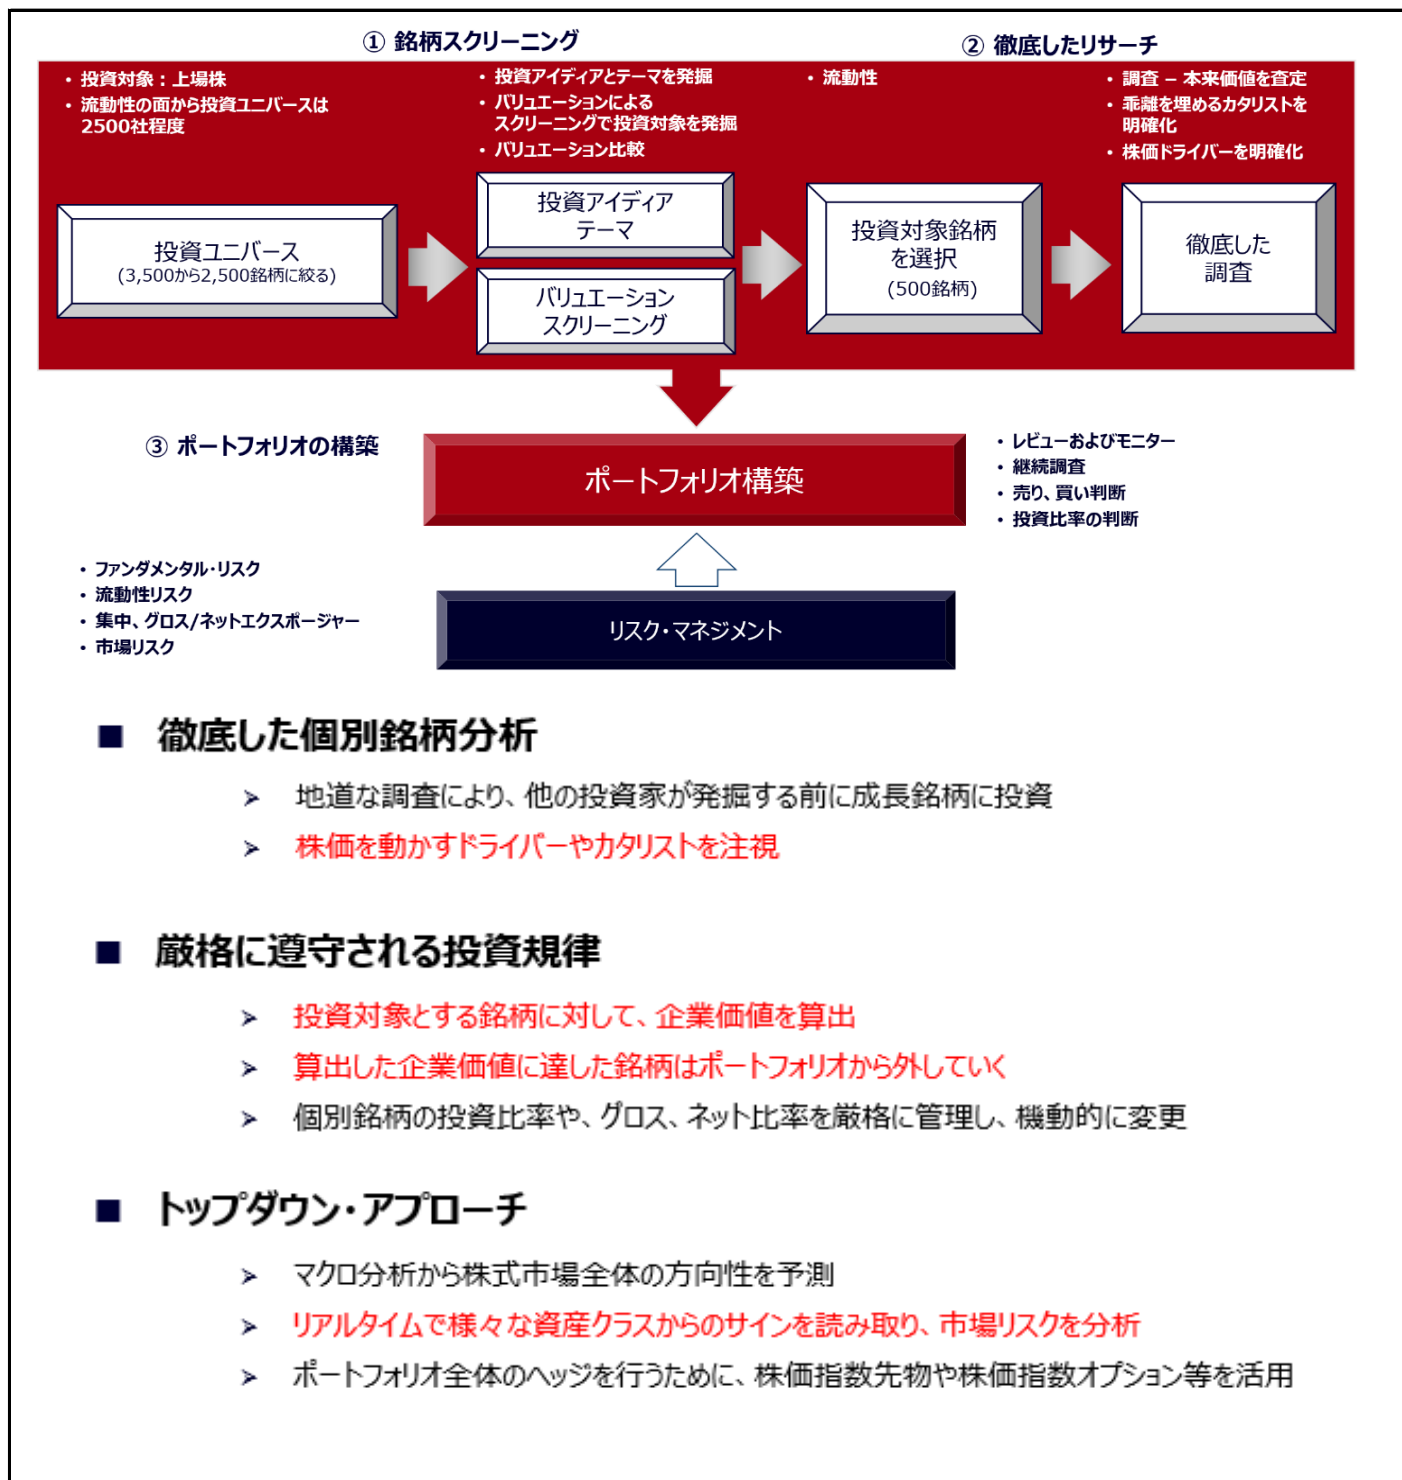 ① 銘柄スクリーニング
② 徹底したリサーチ
• 投資対象：上場株
• 流動性の面から投資ユニバースは
2500社程度
• 投資アイディアとテーマを発掘
• バリュエーションによる
スクリーニングで投資対象を発掘
• バリュエーション比較
• 流動性
• 調査 – 本来価値を査定
• 乖離を埋めるカタリストを
明確化
• 株価ドライバーを明確化
投資ユニバース
(3,500から2,500銘柄に絞る)
投資アイディア
テーマ
バリュエーション
スクリーニング
投資対象銘柄
を選択
(500銘柄)
徹底した
調査
③ ポートフォリオの構築
ポートフォリオ構築
• レビューおよびモニター
• 継続調査
• 売り、買い判断
• 投資比率の判断
• ファンダメンタル・リスク
• 流動性リスク
• 集中、グロス/ネットエクスポージャー
• 市場リスク
リスク・マネジメント
■ 徹底した個別銘柄分析
➢ 地道な調査により、他の投資家が発掘する前に成長銘柄に投資
➢ 株価を動かすドライバーやカタリストを注視
■ 厳格に遵守される投資規律
➢ 投資対象とする銘柄に対して、企業価値を算出
➢ 算出した企業価値に達した銘柄はポートフォリオから外していく
➢ 個別銘柄の投資比率や、グロス、ネット比率を厳格に管理し、機動的に変更
■ トップダウン・アプローチ
➢ マクロ分析から株式市場全体の方向性を予測
➢ リアルタイムで様々な資産クラスからのサインを読み取り、市場リスクを分析
➢ ポートフォリオ全体のヘッジを行うために、株価指数先物や株価指数オプション等を活用